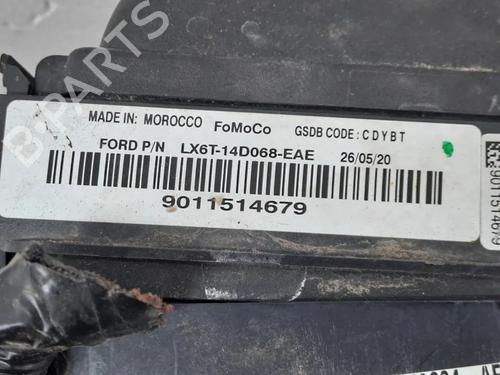 MADE IN: MOROCCO FoMoCo GSDB CODE: CDYBT
FORD P/N LX6T-14D068-EAE 26/05/20
9011514679
9011514679
B-PARTS